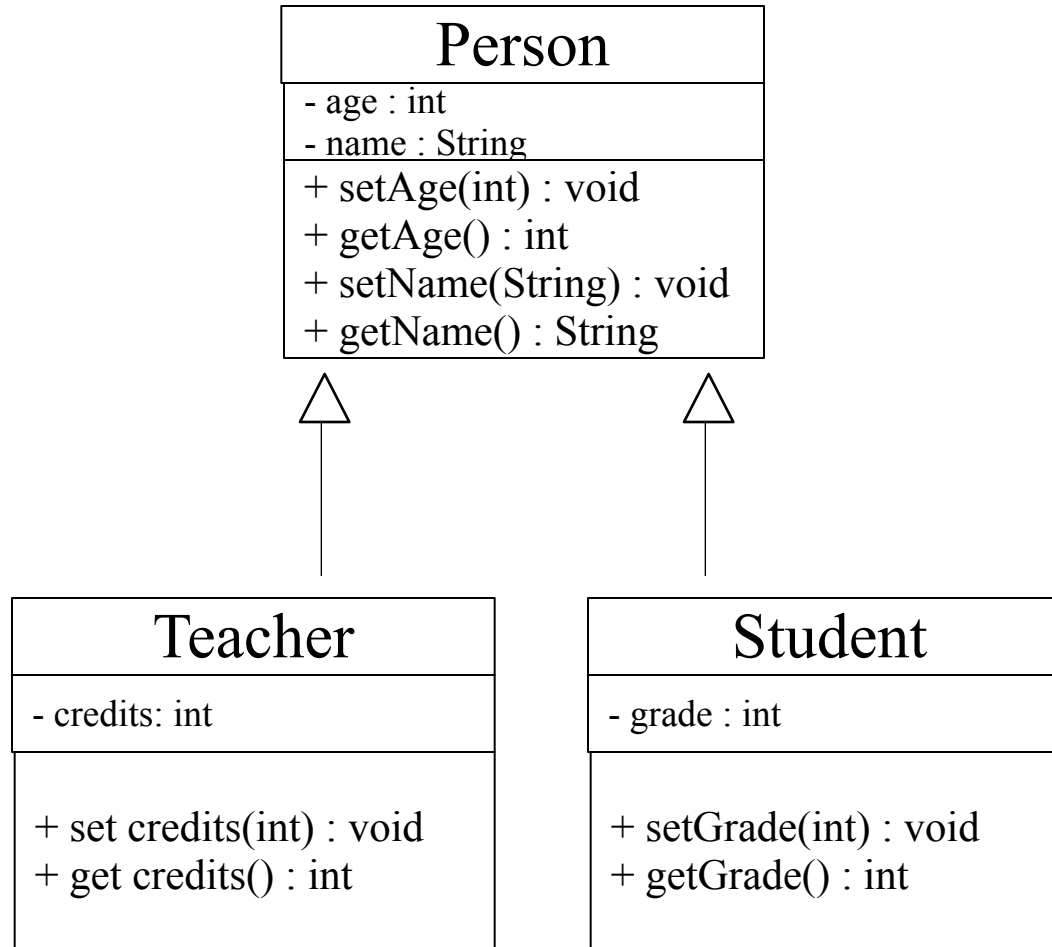 Person
- age : int
- name : String
+ setAge(int) : void
+ getAge() : int
+ setName(String) : void
+ getName() : String
Teacher
- credits: int
+ set credits(int) : void
+ get credits() : int
Student
- grade : int
+ setGrade(int) : void
+ getGrade() : int